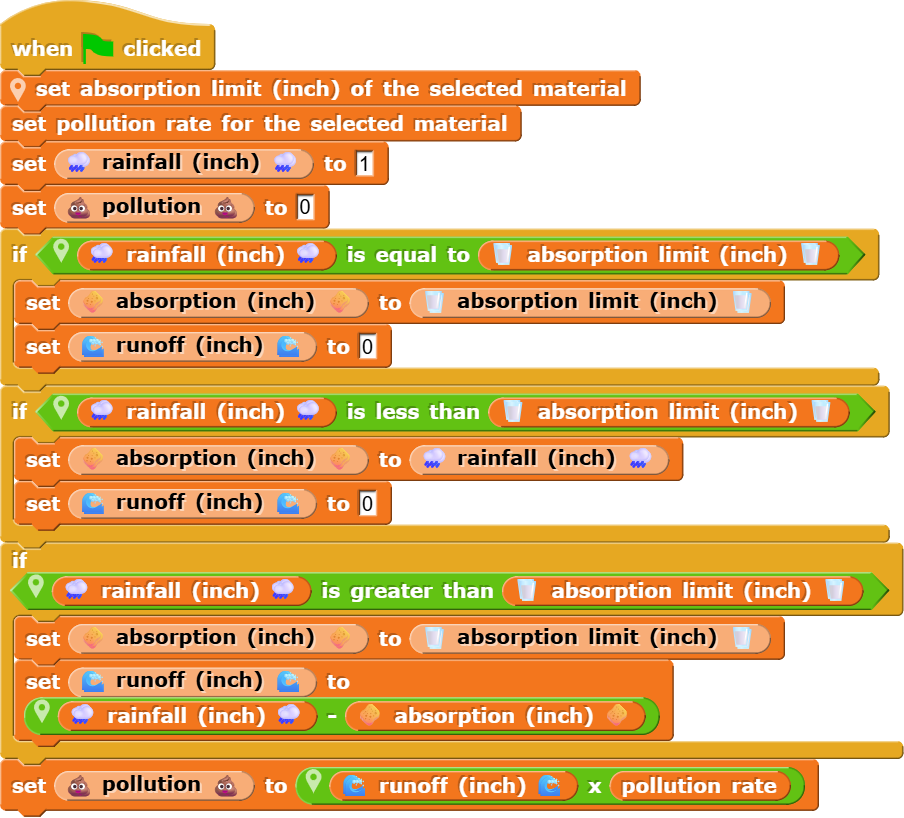 when clicked
set absorption limit (inch) of the selected material
set pollution rate for the selected material
set rainfall (inch) to 1
set pollution to 0
if rainfall (inch) is equal to absorption limit (inch)
set absorption (inch) to absorption limit (inch)
set runoff (inch) to 0
if rainfall (inch) is less than absorption limit (inch)
set absorption (inch) to rainfall (inch)
set runoff (inch) to 0
if
rainfall (inch) is greater than absorption limit (inch)
set absorption (inch) to absorption limit (inch)
set runoff (inch) to
rainfall (inch) - absorption (inch)
set pollution to runoff (inch) x pollution rate